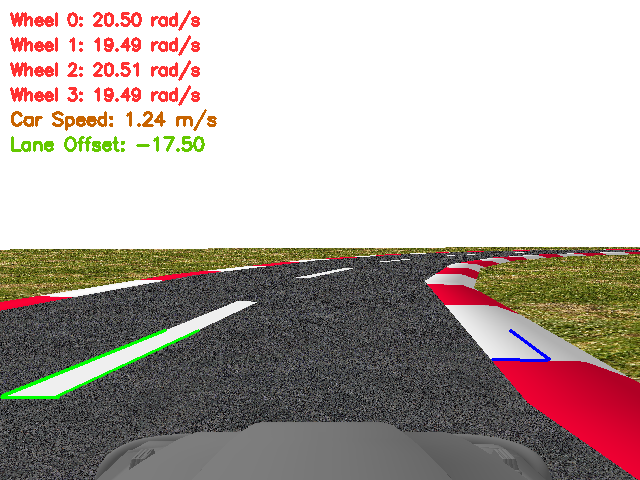 Wheel 0: 20.50 rad/s
Wheel 1: 19.49 rad/s
Wheel 2: 20.51 rad/s
Wheel 3: 19.49 rad/s
Car Speed: 1.24 m/s
Lane Offset: -17.50